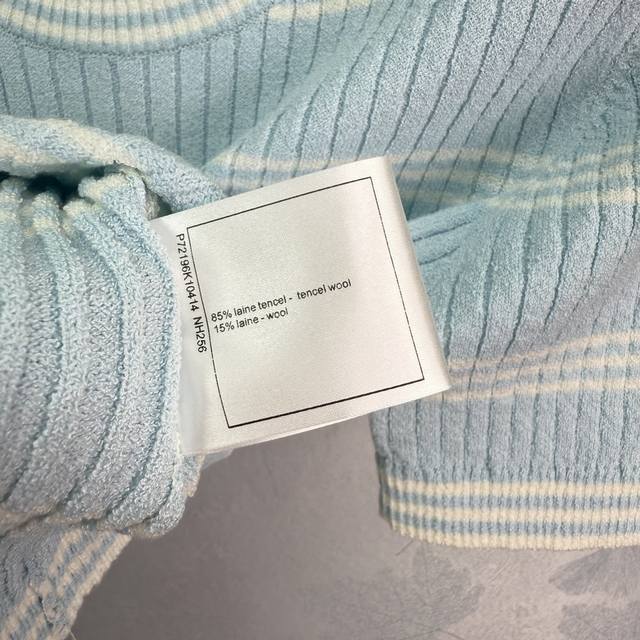 P72196K10414 NH256
85% laine tencel - tencel wool
15% laine - wool